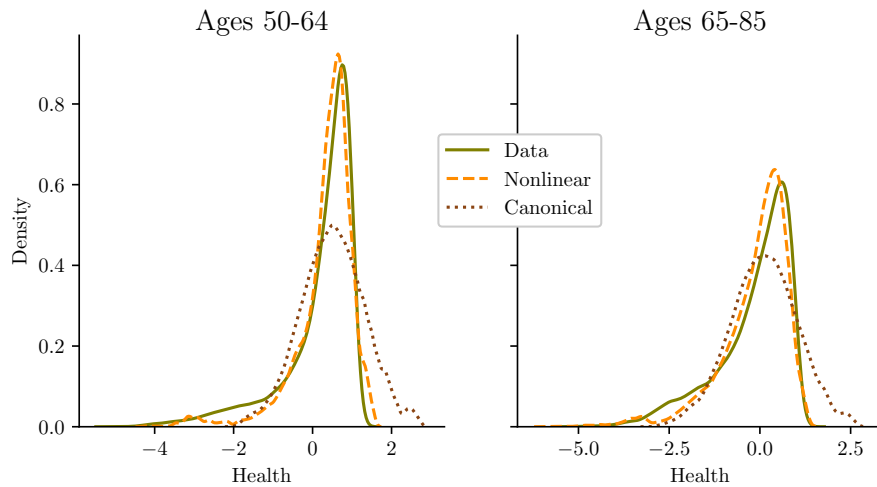 Ages 50-64
Ages 65-85
0.8
0.6
0.4
0.2
0.0
Density
Data
Nonlinear
Canonical
−4
−2
0
2
Health
−5.0
−2.5
0.0
2.5
Health